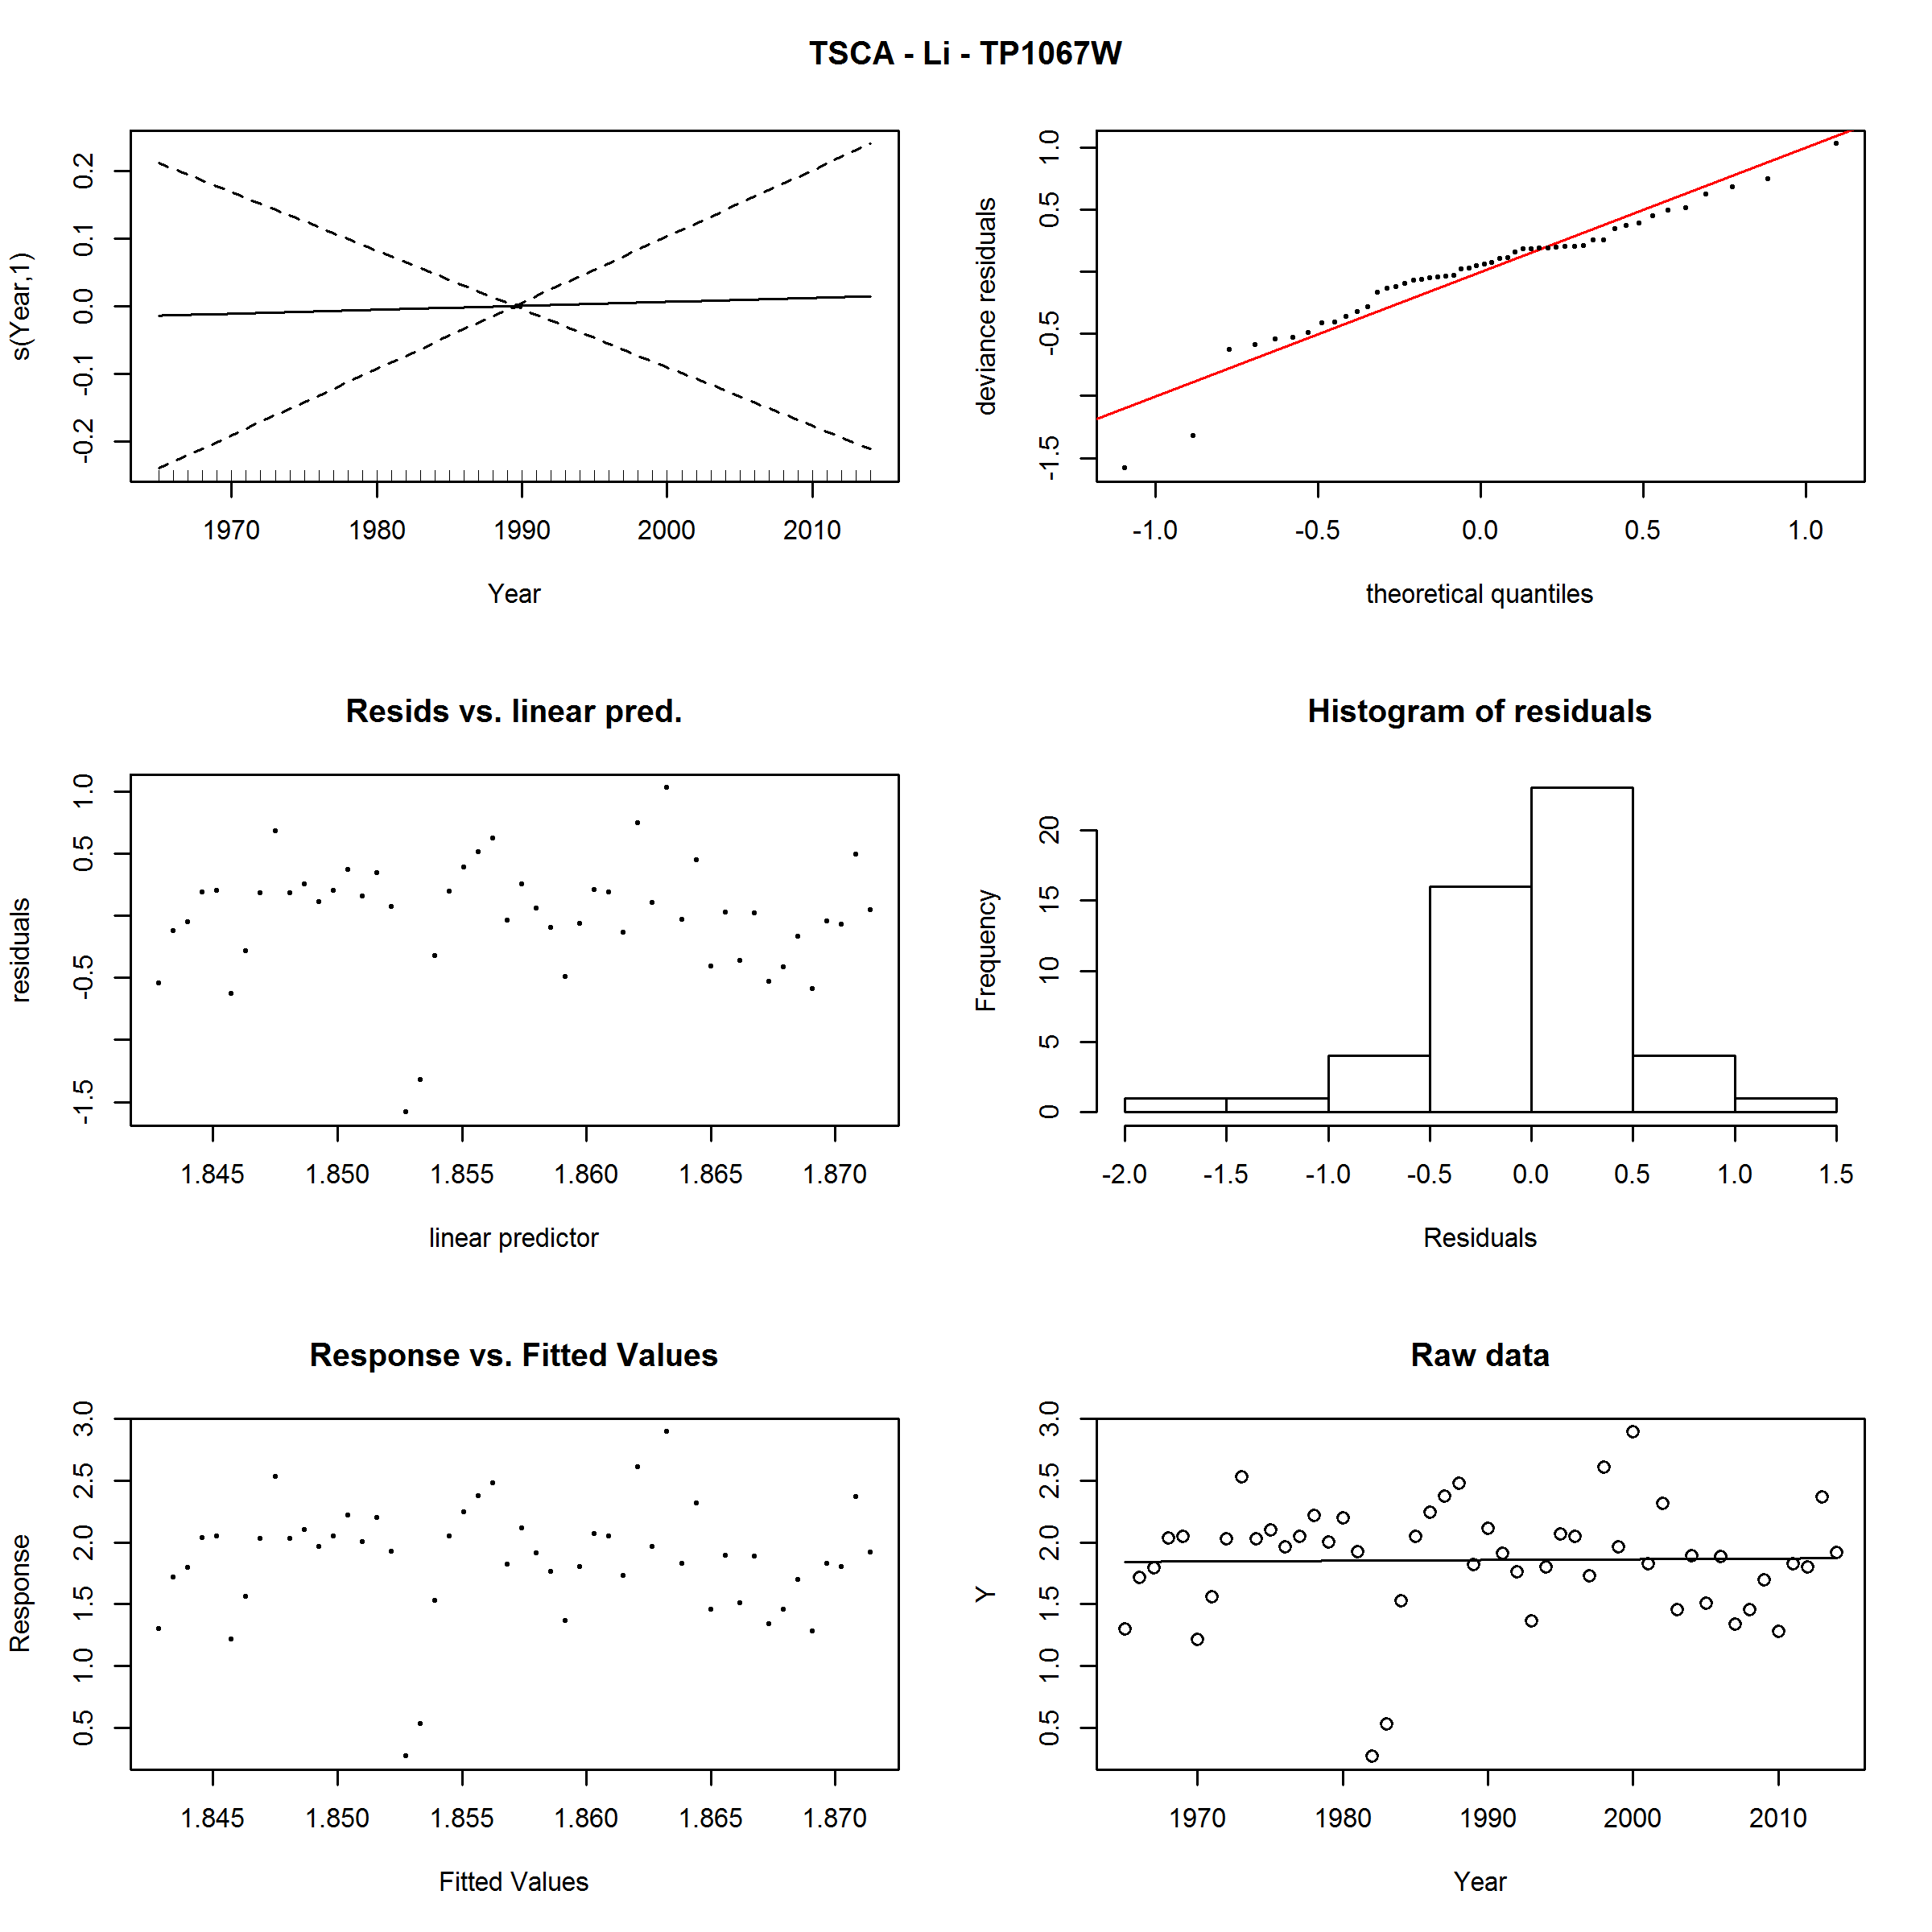 TSCA - Li - TP1067W
s(Year,1)
0.2
0.1
0.0
-0.1
-0.2
1970 1980 1990 2000 2010
Year
deviance residuals
1.0
0.5
-0.5
-1.5
-1.0 -0.5 0.0 0.5 1.0
theoretical quantiles
Resids vs. linear pred.
residuals
1.0
0.5
-0.5
-1.5
1.845 1.850 1.855 1.860 1.865 1.870
linear predictor
Histogram of residuals
Frequency
20
15
10
5
0
-2.0 -1.5 -1.0 -0.5 0.0 0.5 1.0 1.5
Residuals
Response vs. Fitted Values
Response
3.0
2.5
2.0
1.5
1.0
0.5
1.845 1.850 1.855 1.860 1.865 1.870
Fitted Values
Raw data
Y
3.0
2.5
2.0
1.5
1.0
0.5
1970 1980 1990 2000 2010
Year